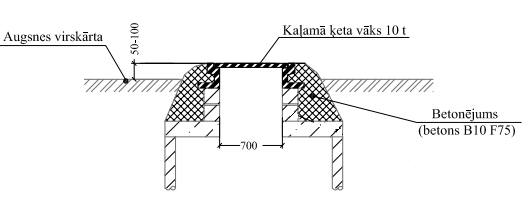 Augsnes virskārta
50-100
Kaļamā ķeta vāks 10 t
Betonējums
(betons B10 F75)
700